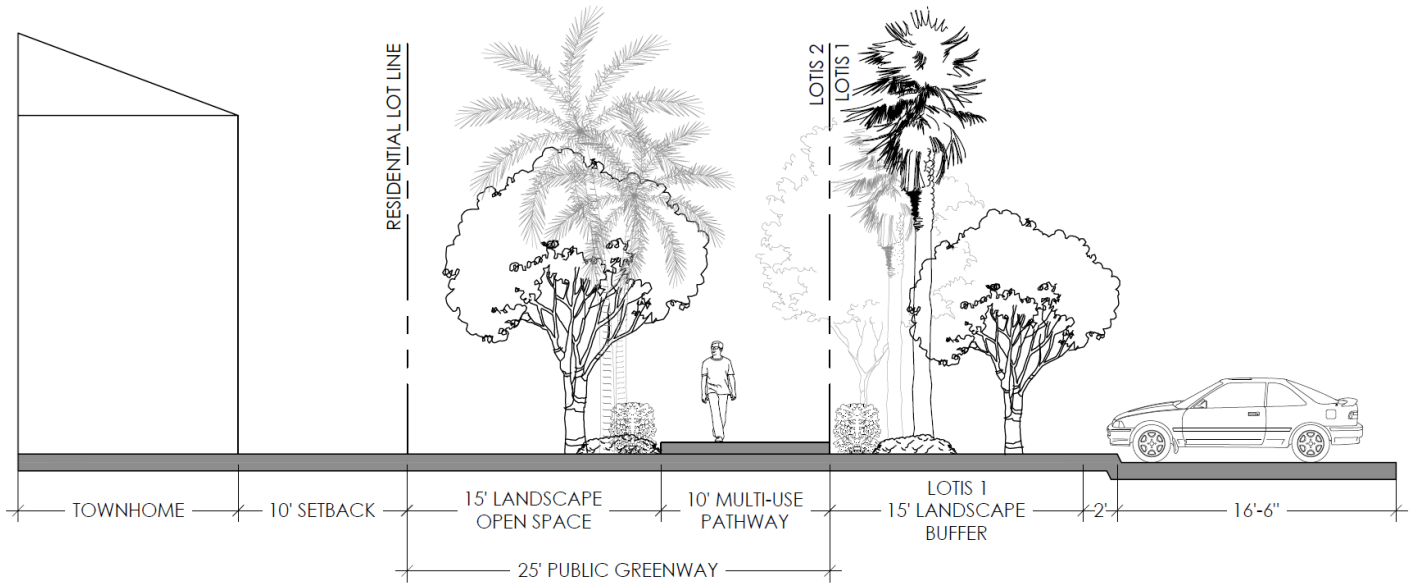 RESIDENTIAL LOT LINE
LOTIS 2
LOTIS 1
TOWNHOME
10' SETBACK
15' LANDSCAPE
OPEN SPACE
10' MULTI-USE
PATHWAY
LOTIS 1
15' LANDSCAPE
BUFFER
2'
16'-6"
25' PUBLIC GREENWAY